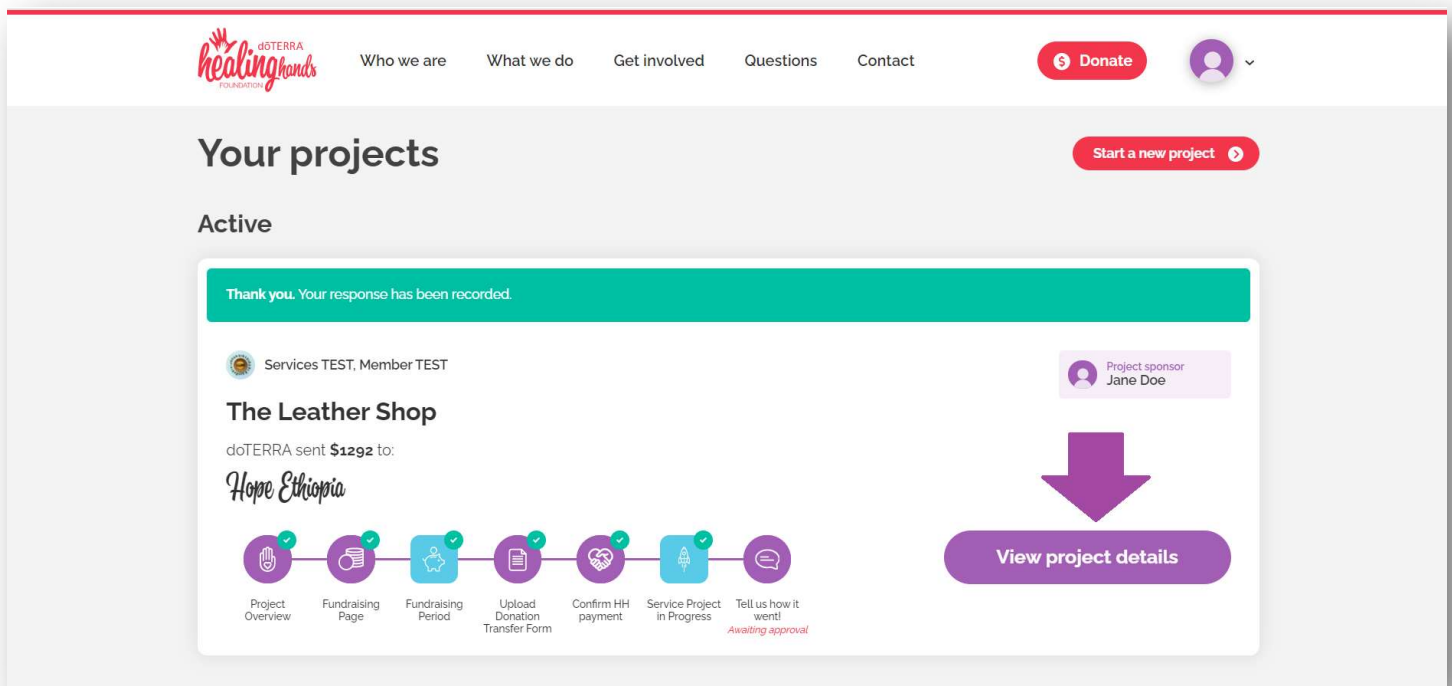 dōTERRA
healing hands
FOUNDATION
Who we are
What we do
Get involved
Questions
Contact
$ Donate
Your projects
Start a new project
Active
Thank you. Your response has been recorded.
Services TEST, Member TEST
Project sponsor
Jane Doe
The Leather Shop
doTERRA sent $1292 to:
Hope Ethiopia
View project details
Project
Overview
Fundraising
Page
Fundraising
Period
Upload
Donation
Transfer Form
Confirm HH
payment
Service Project
in Progress
Tell us how it
went!
Awaiting approval